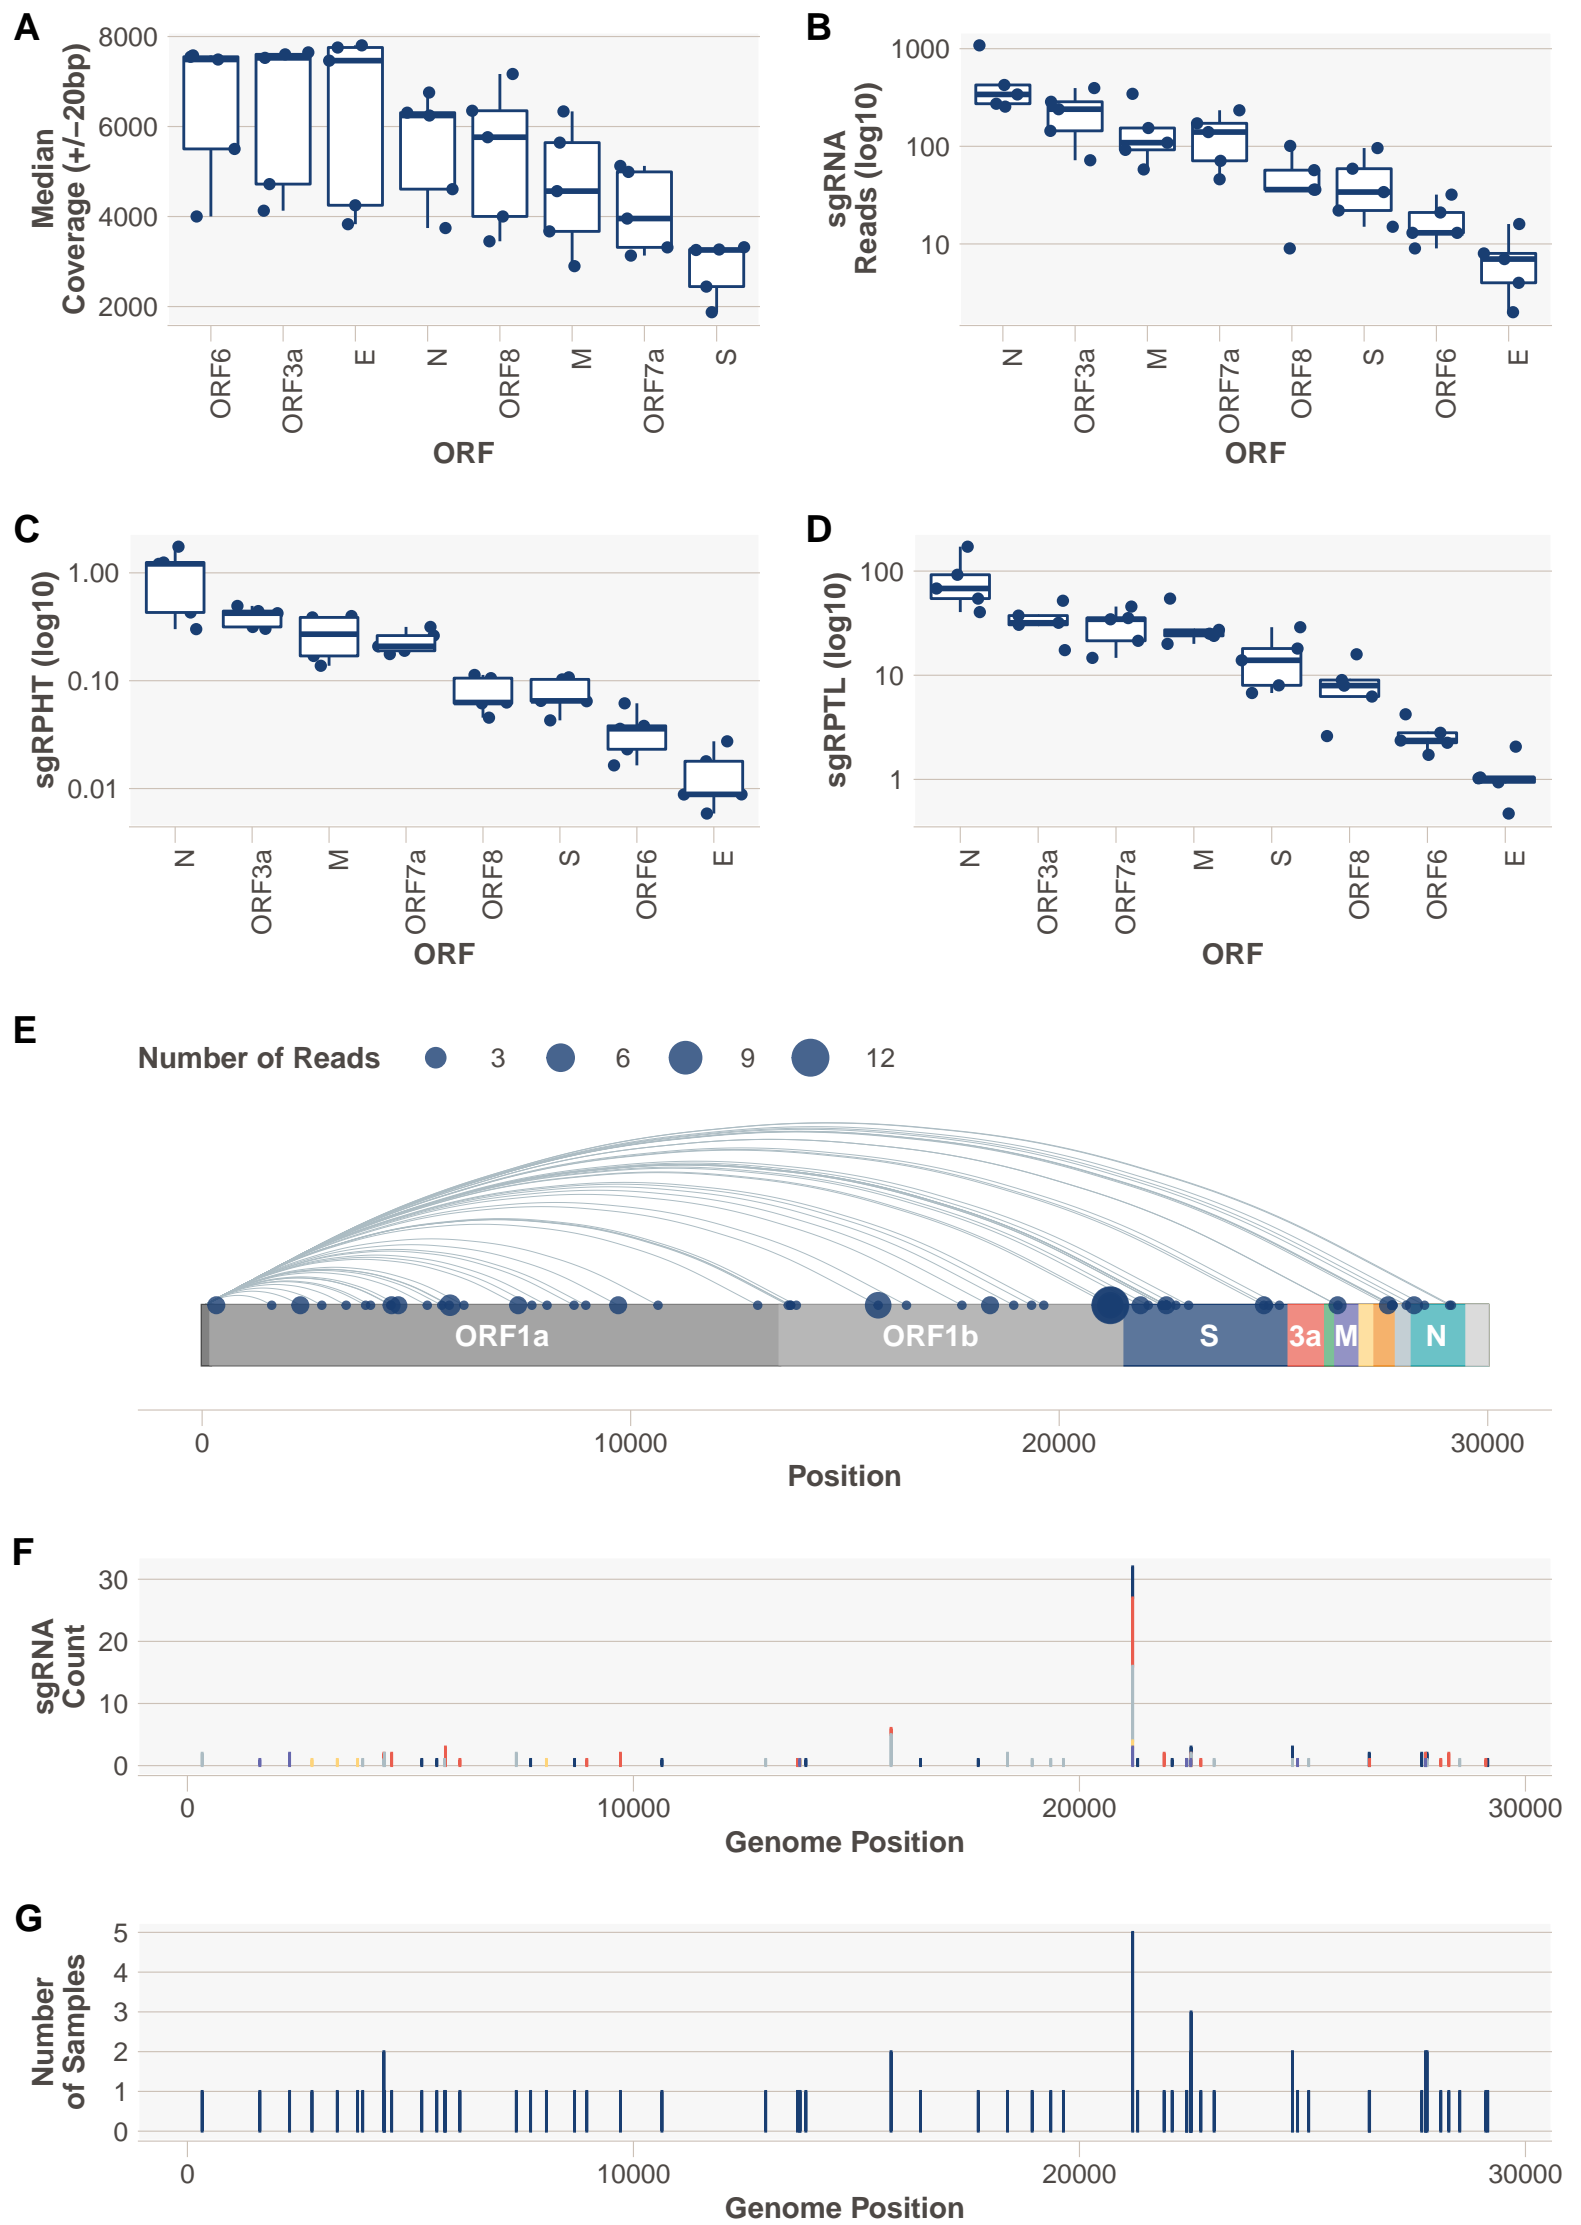 A
Median
Coverage (+/−20bp)
8000
6000
4000
2000
ORF6
ORF3a
E
N
ORF8
M
ORF7a
S
ORF
B
sgRNA
Reads (log10)
1000
100
10
N
ORF3a
M
ORF7a
ORF8
S
ORF6
E
ORF
C
sgRPHT (log10)
1.00
0.10
0.01
N
ORF3a
M
ORF7a
ORF8
S
ORF6
E
ORF
D
sgRPTL (log10)
100
10
1
N
ORF3a
ORF7a
M
S
ORF8
ORF6
E
ORF
E
Number of Reads 3 6 9 12
ORF1a ORF1b S 3a M N
0 10000 20000 30000
Position
F
sgRNA
Count
30
20
10
0
0 10000 20000 30000
Genome Position
G
Number
of Samples
5
4
3
2
1
0
0 10000 20000 30000
Genome Position